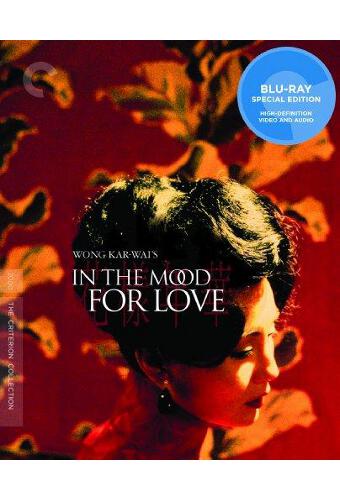 BLU-RAY
SPECIAL EDITION
HIGH-DEFINITION
VIDEO AND AUDIO
WONG KAR-WAI'S
IN THE MOOD
FOR LOVE
THE CRITERION COLLECTION